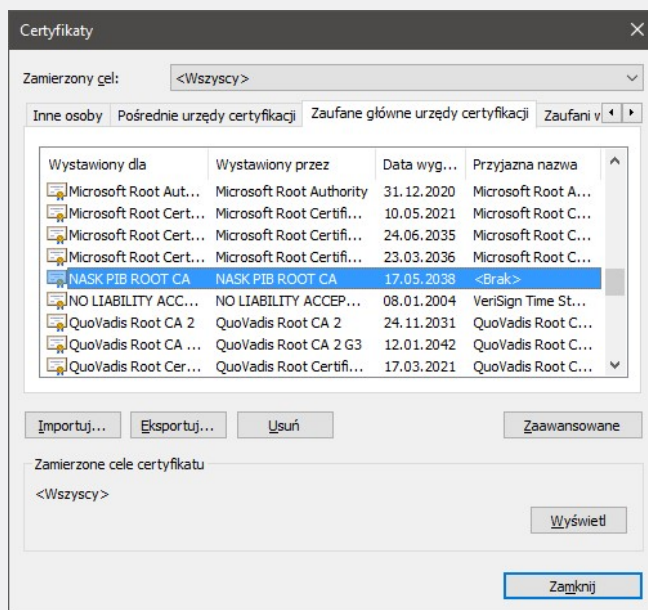 Certyfikaty
Zamierzony cel: <Wszyscy>
Inne osoby Pośrednie urzędy certyfikacji Zaufane główne urzędy certyfikacji Zaufani w
Wystawiony dla Wystawiony przez Data wyg... Przyjazna nazwa
Microsoft Root Aut... Microsoft Root Authority 31.12.2020 Microsoft Root A...
Microsoft Root Cert... Microsoft Root Certifi... 10.05.2021 Microsoft Root C...
Microsoft Root Cert... Microsoft Root Certifi... 24.06.2035 Microsoft Root C...
Microsoft Root Cert... Microsoft Root Certifi... 23.03.2036 Microsoft Root C...
NASK PIB ROOT CA NASK PIB ROOT CA 17.05.2038 <Brak>
NO LIABILITY ACC... NO LIABILITY ACCEP... 08.01.2004 VeriSign Time St...
QuoVadis Root CA 2 QuoVadis Root CA 2 24.11.2031 QuoVadis Root C...
QuoVadis Root CA ... QuoVadis Root CA 2 G3 12.01.2042 QuoVadis Root C...
QuoVadis Root Cer... QuoVadis Root Certifi... 17.03.2021 QuoVadis Root C...
Importuj... Eksportuj... Usuń Zaawansowane
Zamierzone cele certyfikatu
<Wszyscy>
Wyświetl
Zamknij